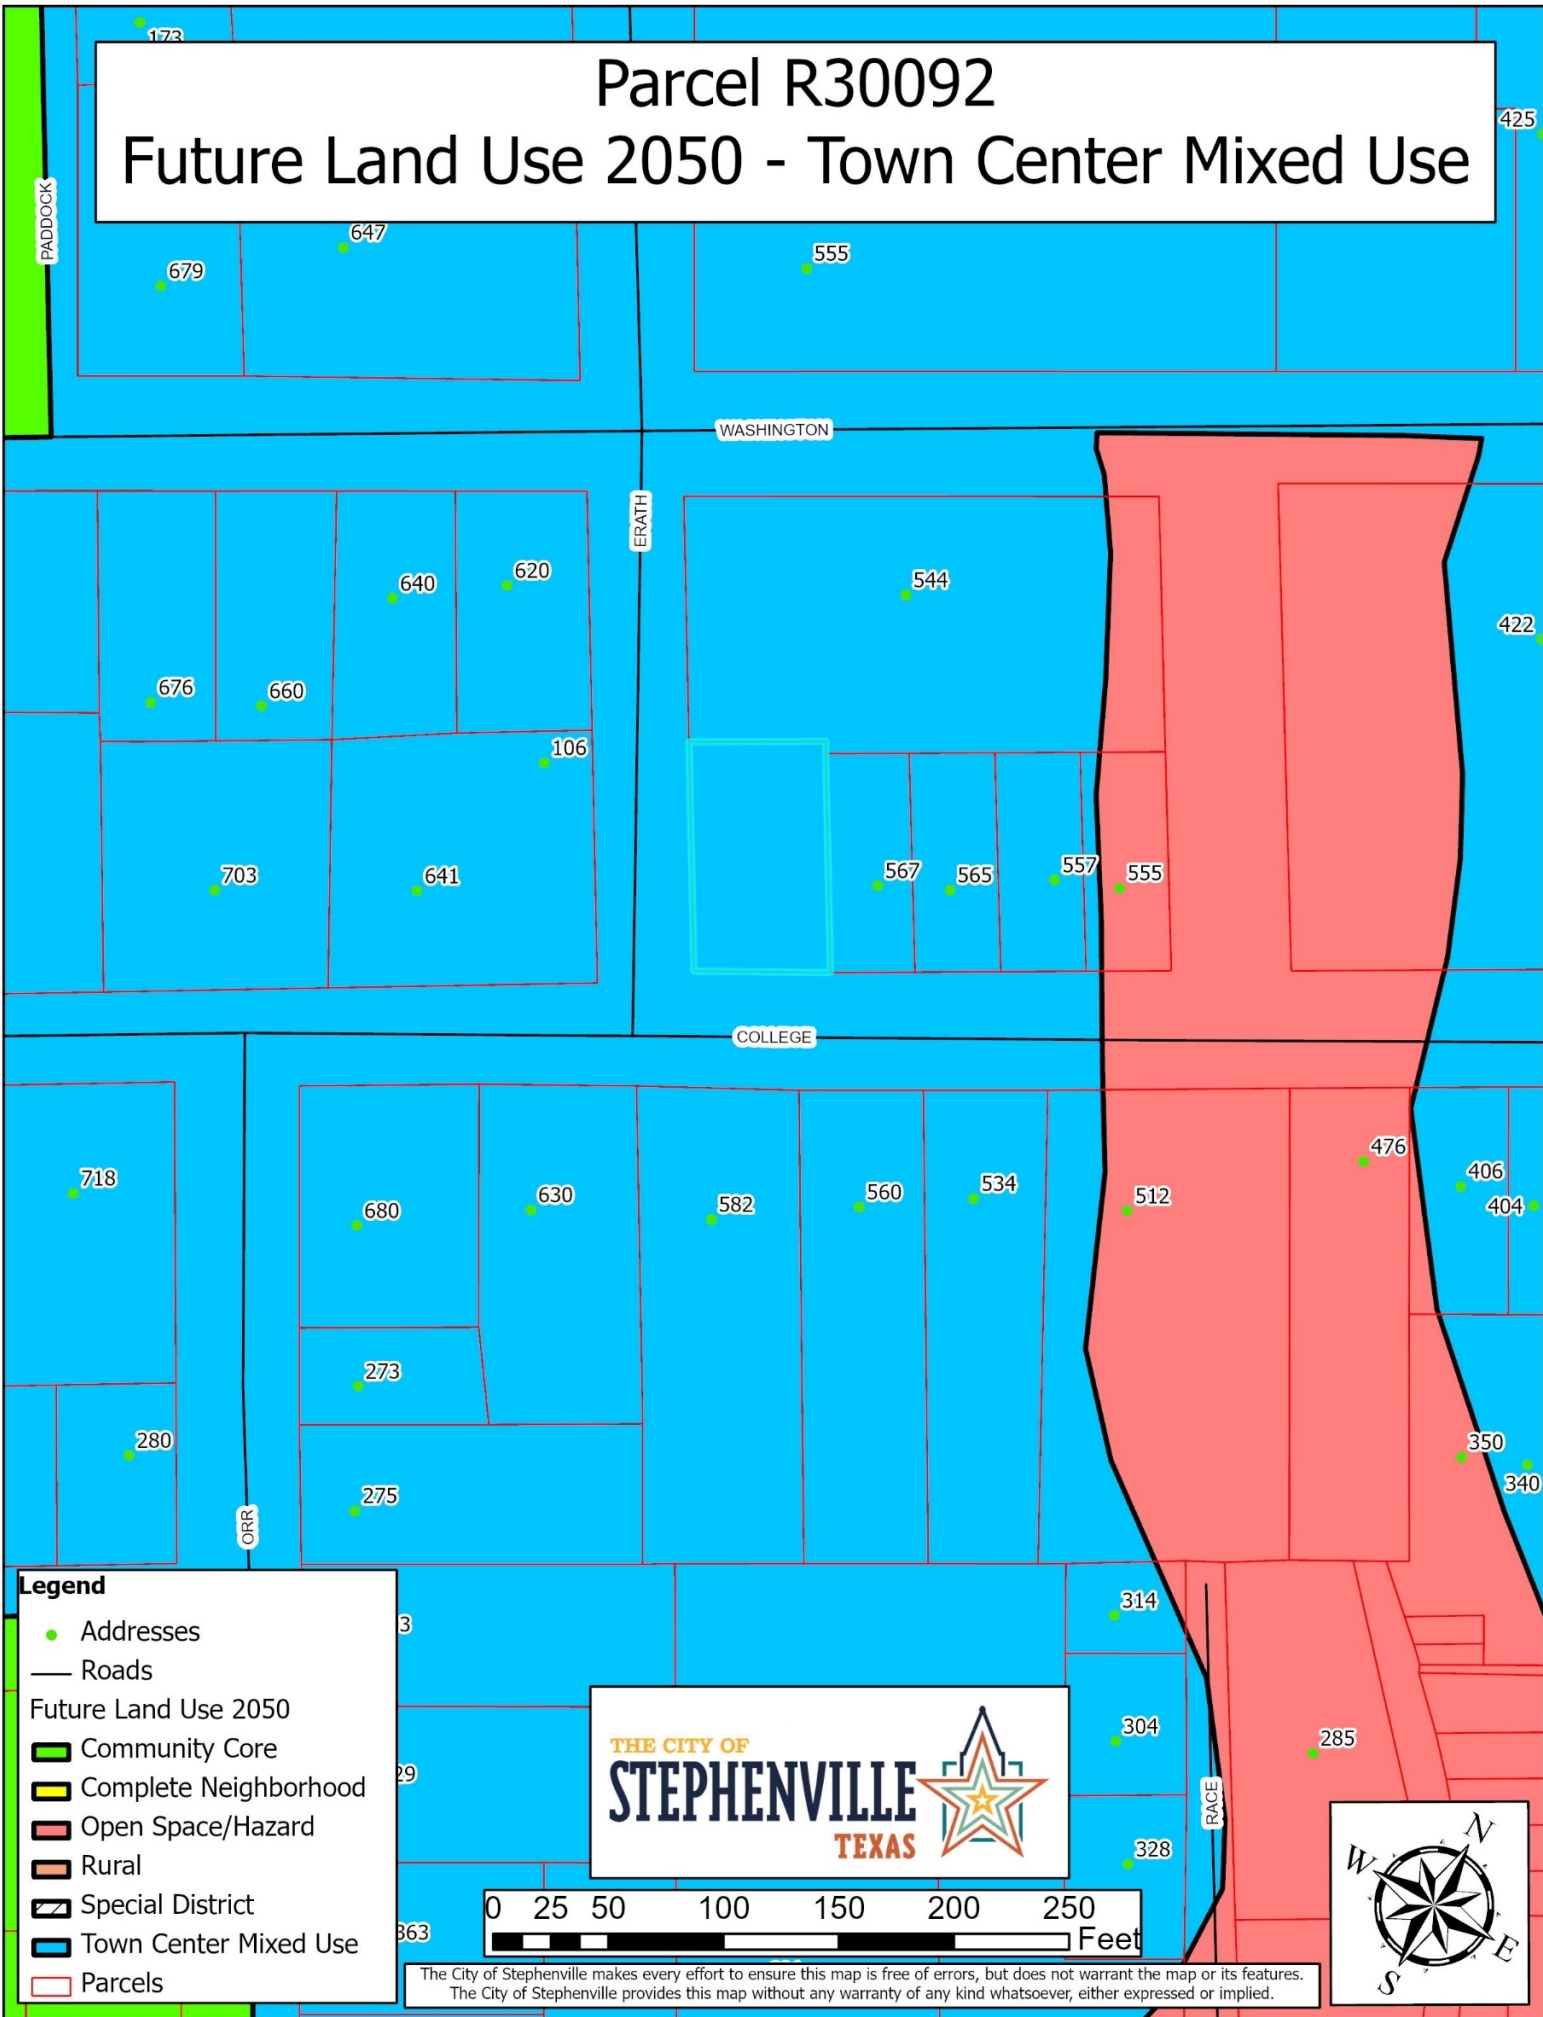 173
Parcel R30092
Future Land Use 2050 - Town Center Mixed Use
425
PADDOCK
647
679
555
WASHINGTON
ERATH
640
620
544
422
676
660
106
703
641
567
565
557
555
COLLEGE
718
680
630
582
560
534
512
476
406
404
273
280
275
350
340
ORR
Legend
Addresses
Roads
Future Land Use 2050
Community Core
Complete Neighborhood
Open Space/Hazard
Rural
Special District
Town Center Mixed Use
Parcels
3
29
363
314
304
328
285
RACE
THE CITY OF
STEPHENVILLE
TEXAS
0 25 50 100 150 200 250
Feet
The City of Stephenville makes every effort to ensure this map is free of errors, but does not warrant the map or its features.
The City of Stephenville provides this map without any warranty of any kind whatsoever, either expressed or implied.
N
W
E
S